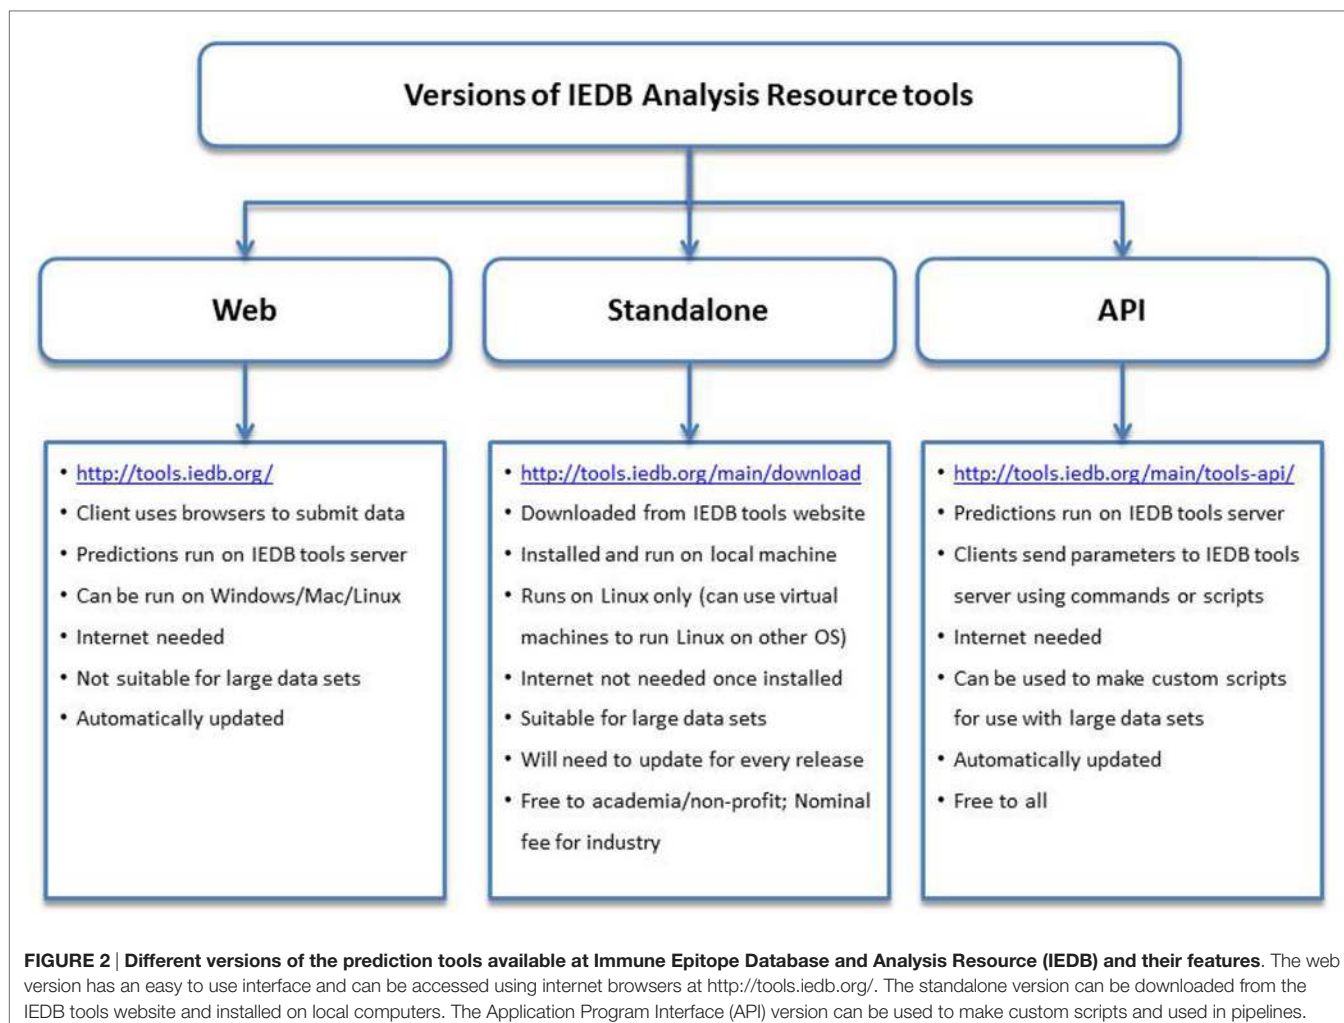 Versions of IEDB Analysis Resource tools
Web
Standalone
API
• http://tools.iedb.org/
• Client uses browsers to submit data
• Predictions run on IEDB tools server
• Can be run on Windows/Mac/Linux
• Internet needed
• Not suitable for large data sets
• Automatically updated
• http://tools.iedb.org/main/download
• Downloaded from IEDB tools website
• Installed and run on local machine
• Runs on Linux only (can use virtual
machines to run Linux on other OS)
• Internet not needed once installed
• Suitable for large data sets
• Will need to update for every release
• Free to academia/non-profit; Nominal
fee for industry
• http://tools.iedb.org/main/tools-api/
• Predictions run on IEDB tools server
• Clients send parameters to IEDB tools
server using commands or scripts
• Internet needed
• Can be used to make custom scripts
for use with large data sets
• Automatically updated
• Free to all
FIGURE 2 | Different versions of the prediction tools available at Immune Epitope Database and Analysis Resource (IEDB) and their features. The web
version has an easy to use interface and can be accessed using internet browsers at http://tools.iedb.org/. The standalone version can be downloaded from the
IEDB tools website and installed on local computers. The Application Program Interface (API) version can be used to make custom scripts and used in pipelines.